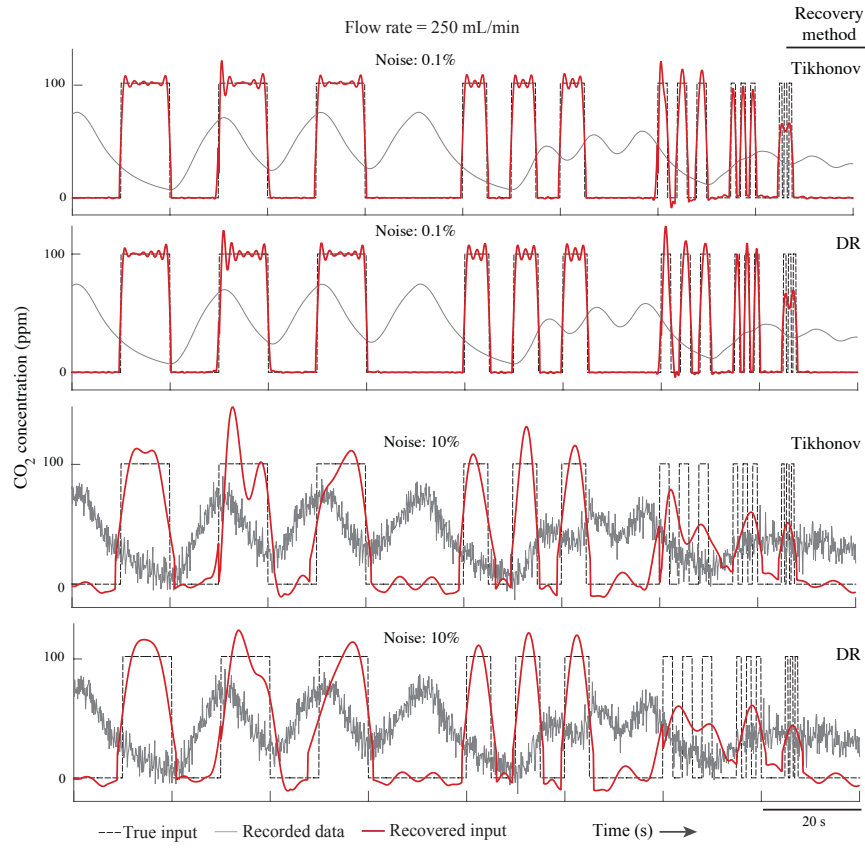 Flow rate = 250 mL/min
Recovery
method
Noise: 0.1%
Tikhonov
100
0
Noise: 0.1%
DR
100
0
CO₂ concentration (ppm)
Noise: 10%
Tikhonov
100
0
Noise: 10%
DR
100
0
20 s
True input
Recorded data
Recovered input
Time (s)